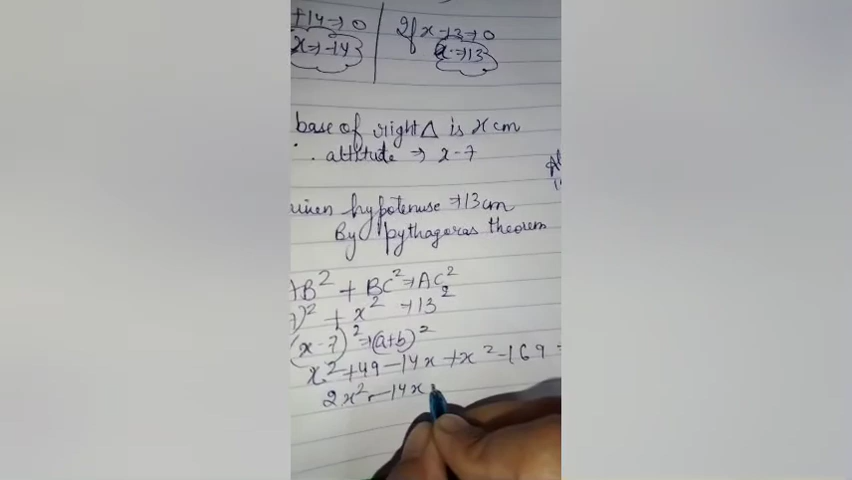 +14 → 0
x → -14
If x - 13 → 0
x → 13
base of right △ is x cm
∴ altitude → x - 7
hypotenuse → 13 cm
By pythagoras theorem
AB² + BC² → AC²
7)² + x² → 13²
(x - 7)² → (a+b)²
x² + 49 - 14x + x² - 169 =
2x² - 14x